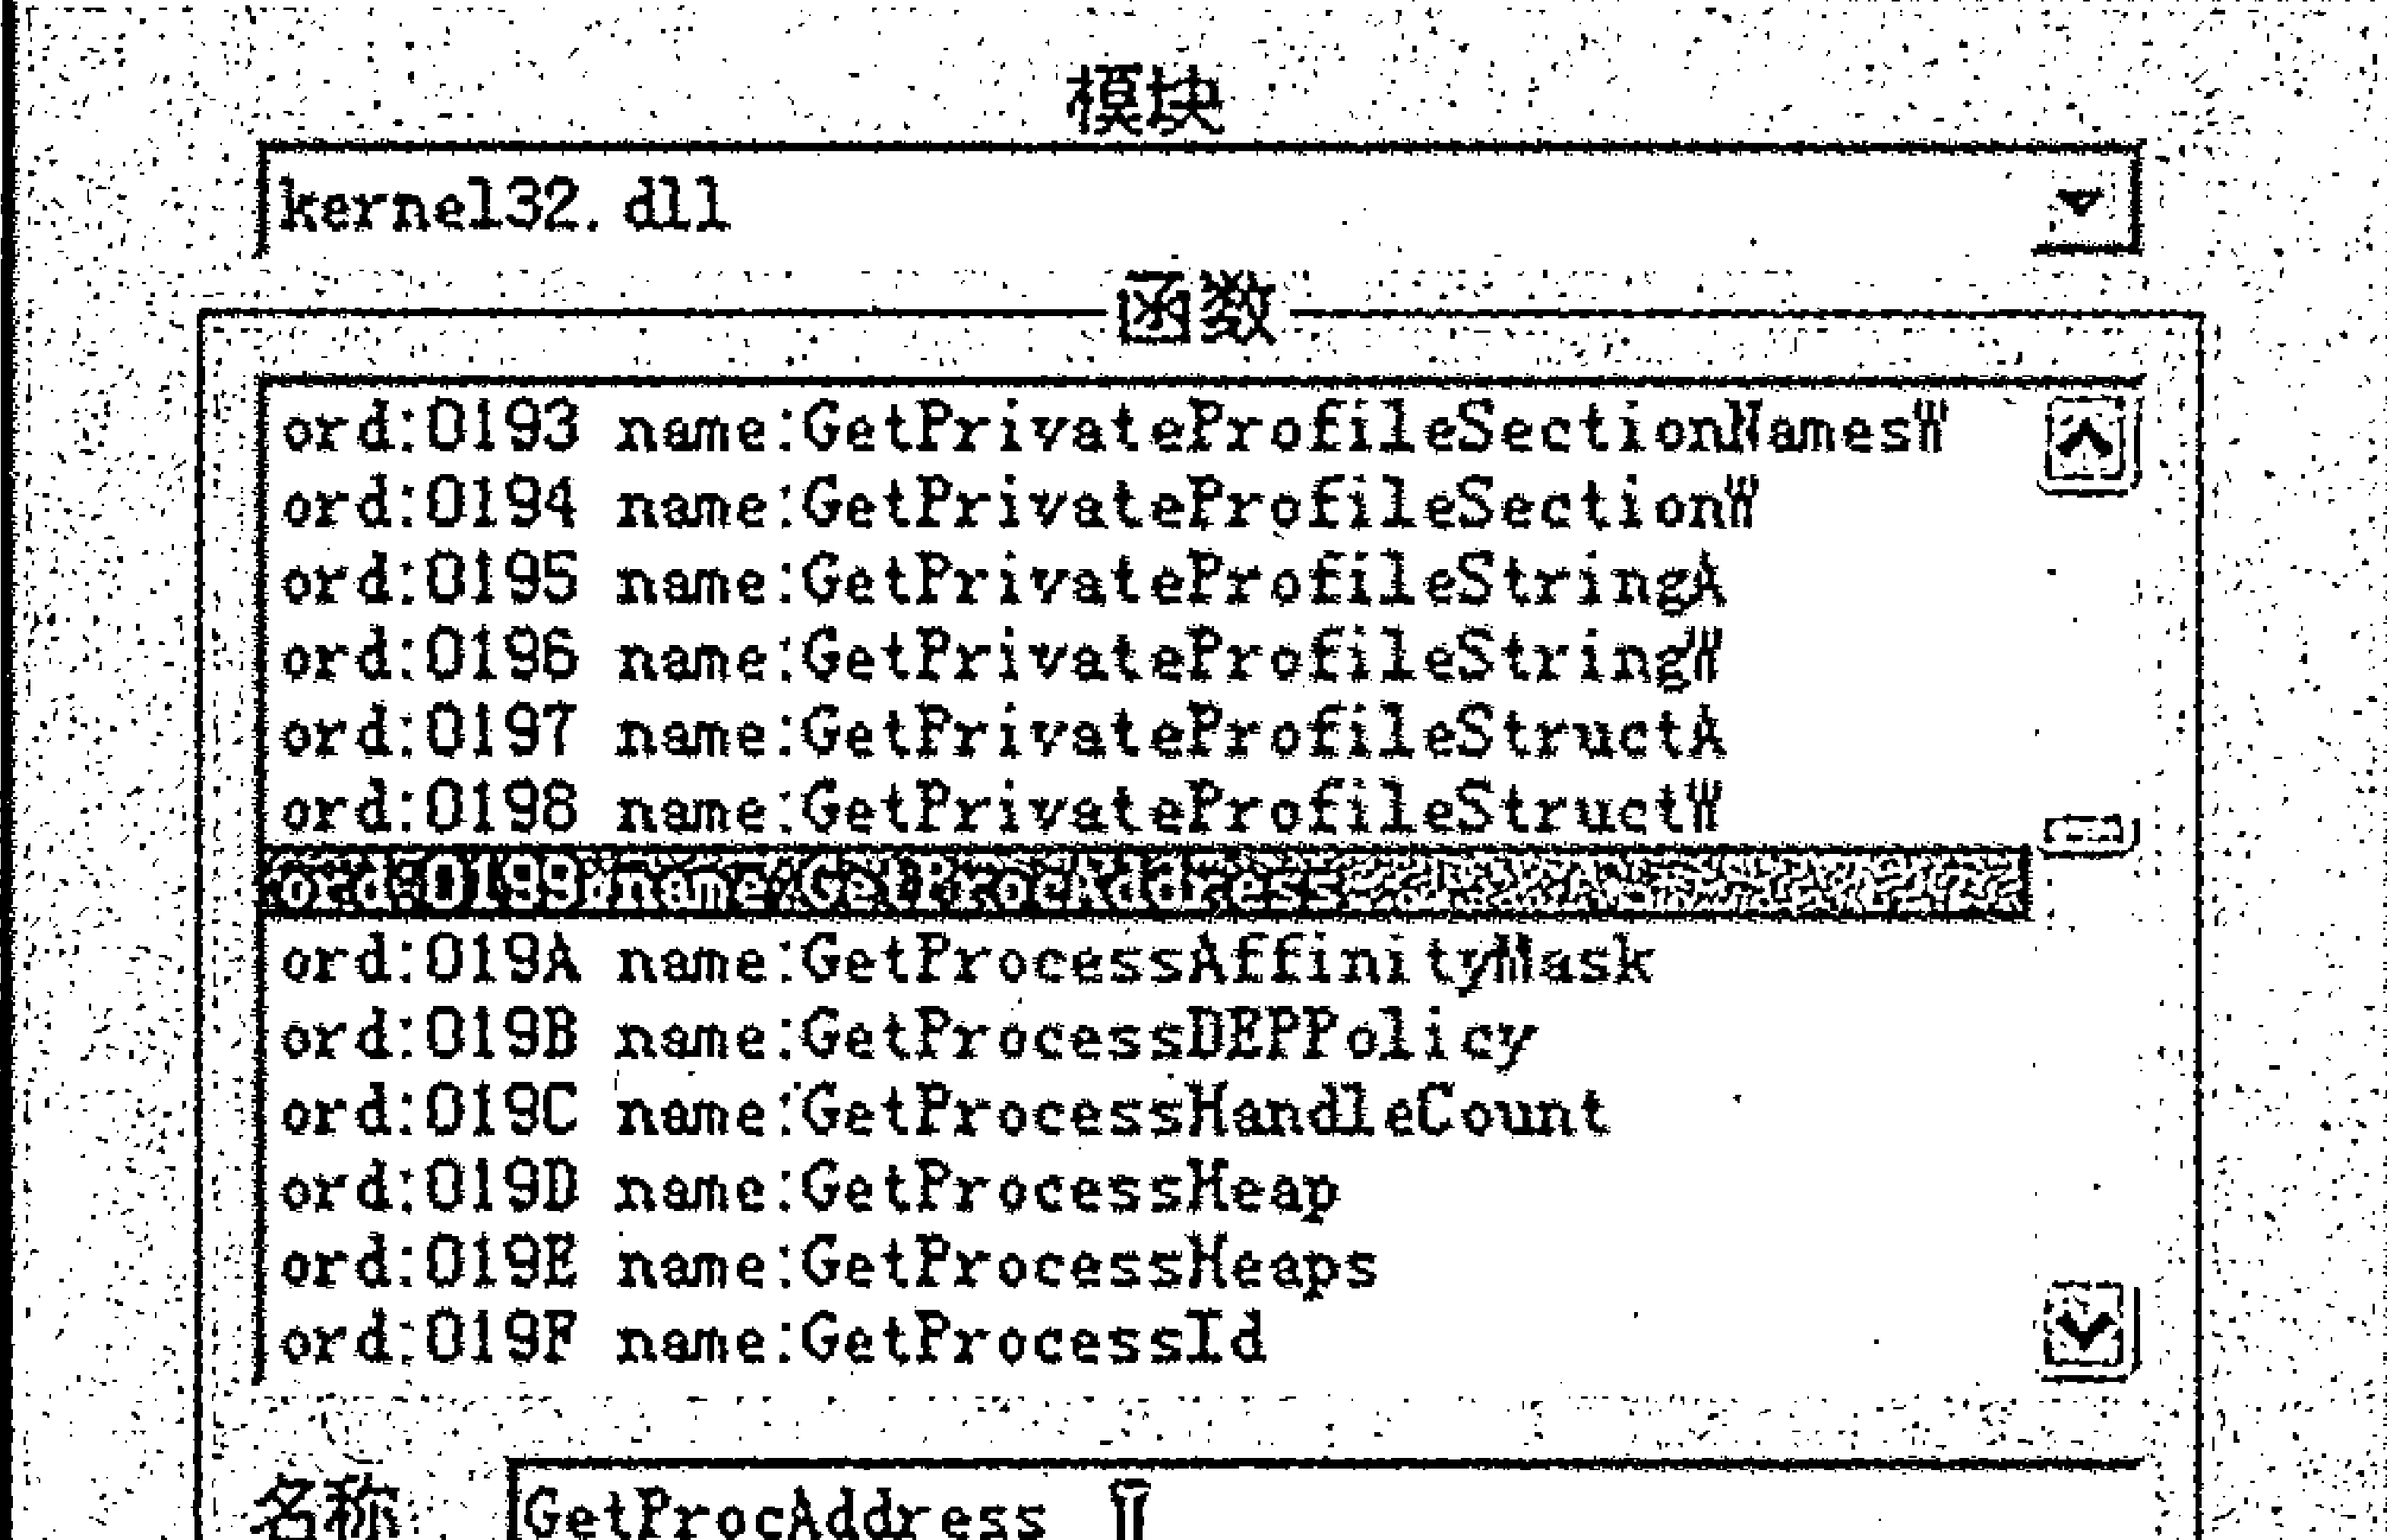 模块
kernel32.dll
函数
ord:0193 name:GetPrivateProfileSectionNamesW
ord:0194 name:GetPrivateProfileSectionW
ord:0195 name:GetPrivateProfileStringA
ord:0196 name:GetPrivateProfileStringW
ord:0197 name:GetPrivateProfileStructA
ord:0198 name:GetPrivateProfileStructW
ord:0199 name:GetProcAddress
ord:019A name:GetProcessAffinityMask
ord:019B name:GetProcessDEPPolicy
ord:019C name:GetProcessHandleCount
ord:019D name:GetProcessHeap
ord:019E name:GetProcessHeaps
ord:019F name:GetProcessId
名称 GetProcAddress